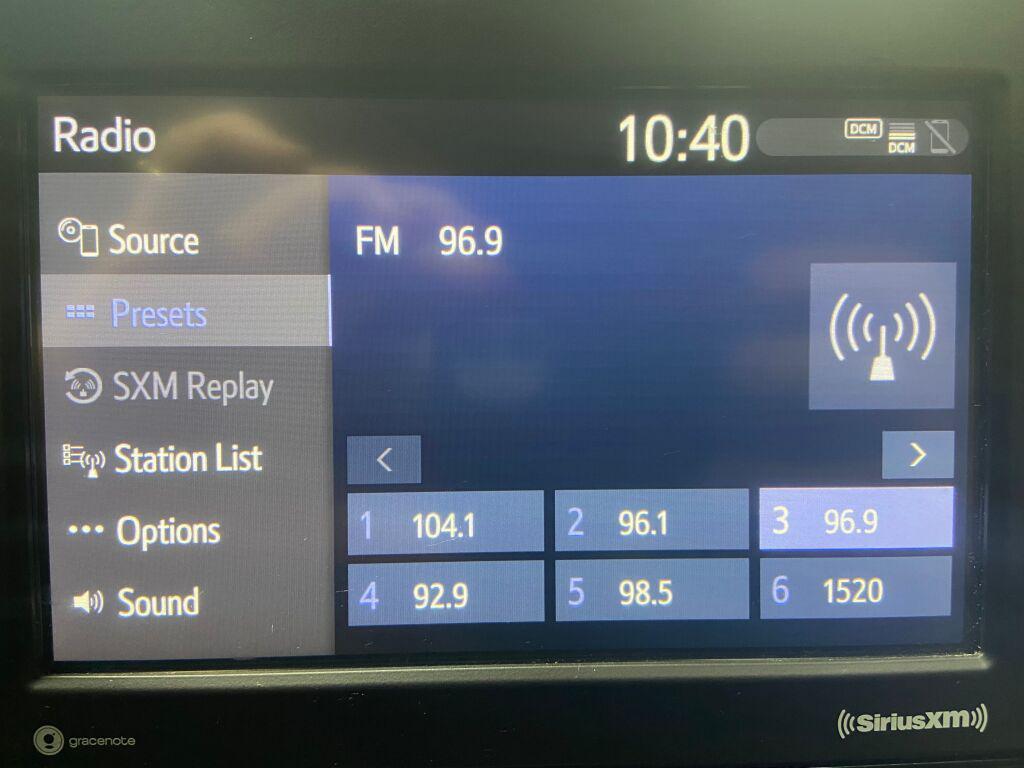 Radio
10:40
DCM
DCM
Source
Presets
SXM Replay
Station List
Options
Sound
FM 96.9
<
>
1 104.1
2 96.1
3 96.9
4 92.9
5 98.5
6 1520
gracenote
SiriusXM